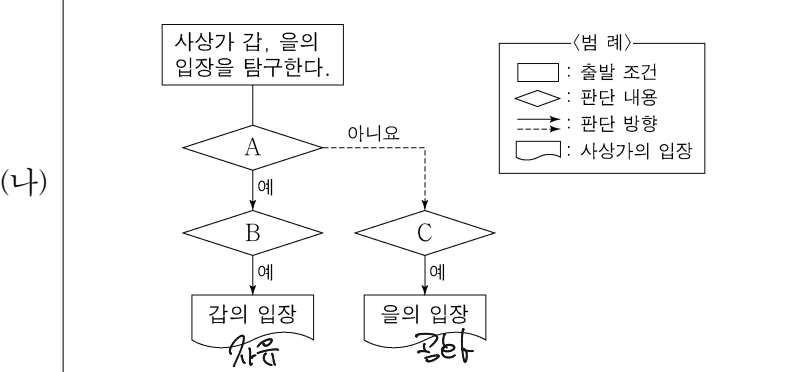 사상가 갑, 을의
입장을 탐구한다.
〈범 례〉
: 출발 조건
: 판단 내용
: 판단 방향
: 사상가의 입장
아니요
A
예
(나)
B
C
예
예
갑의 입장
을의 입장
자유
공탁